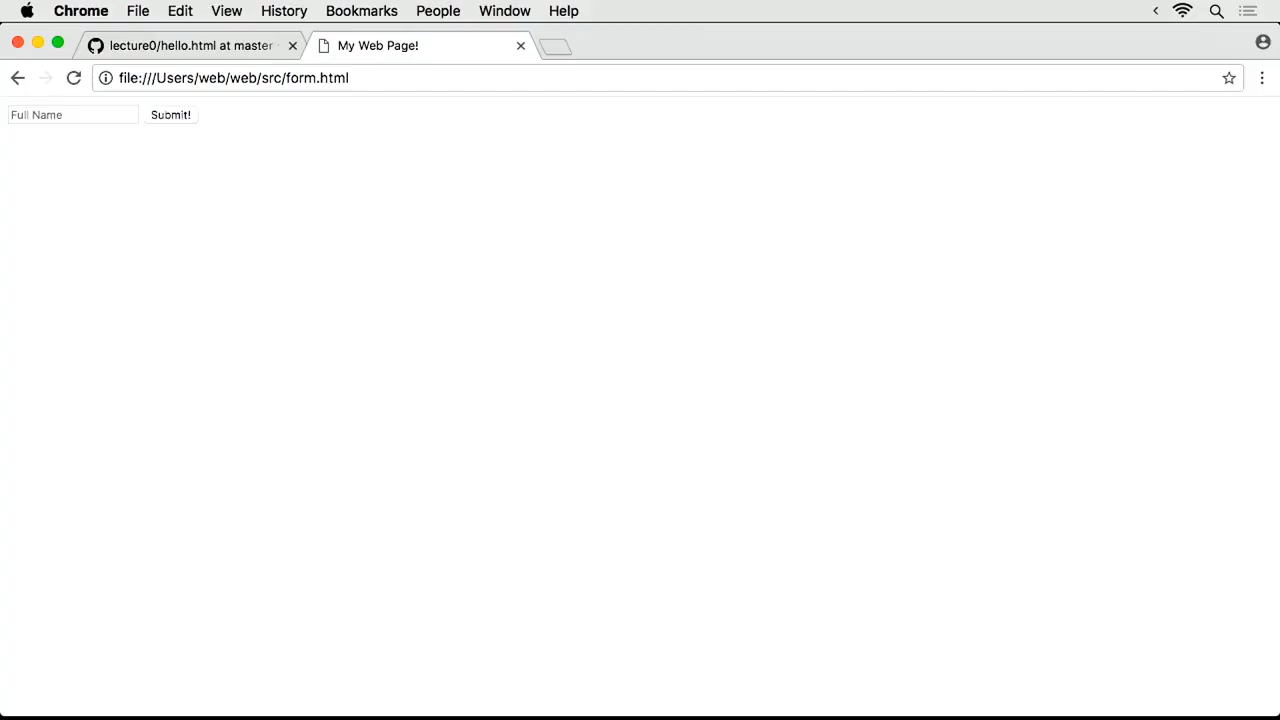 Chrome File Edit View History Bookmarks People Window Help
lecture0/hello.html at master
My Web Page!
file:///Users/web/web/src/form.html
Full Name Submit!